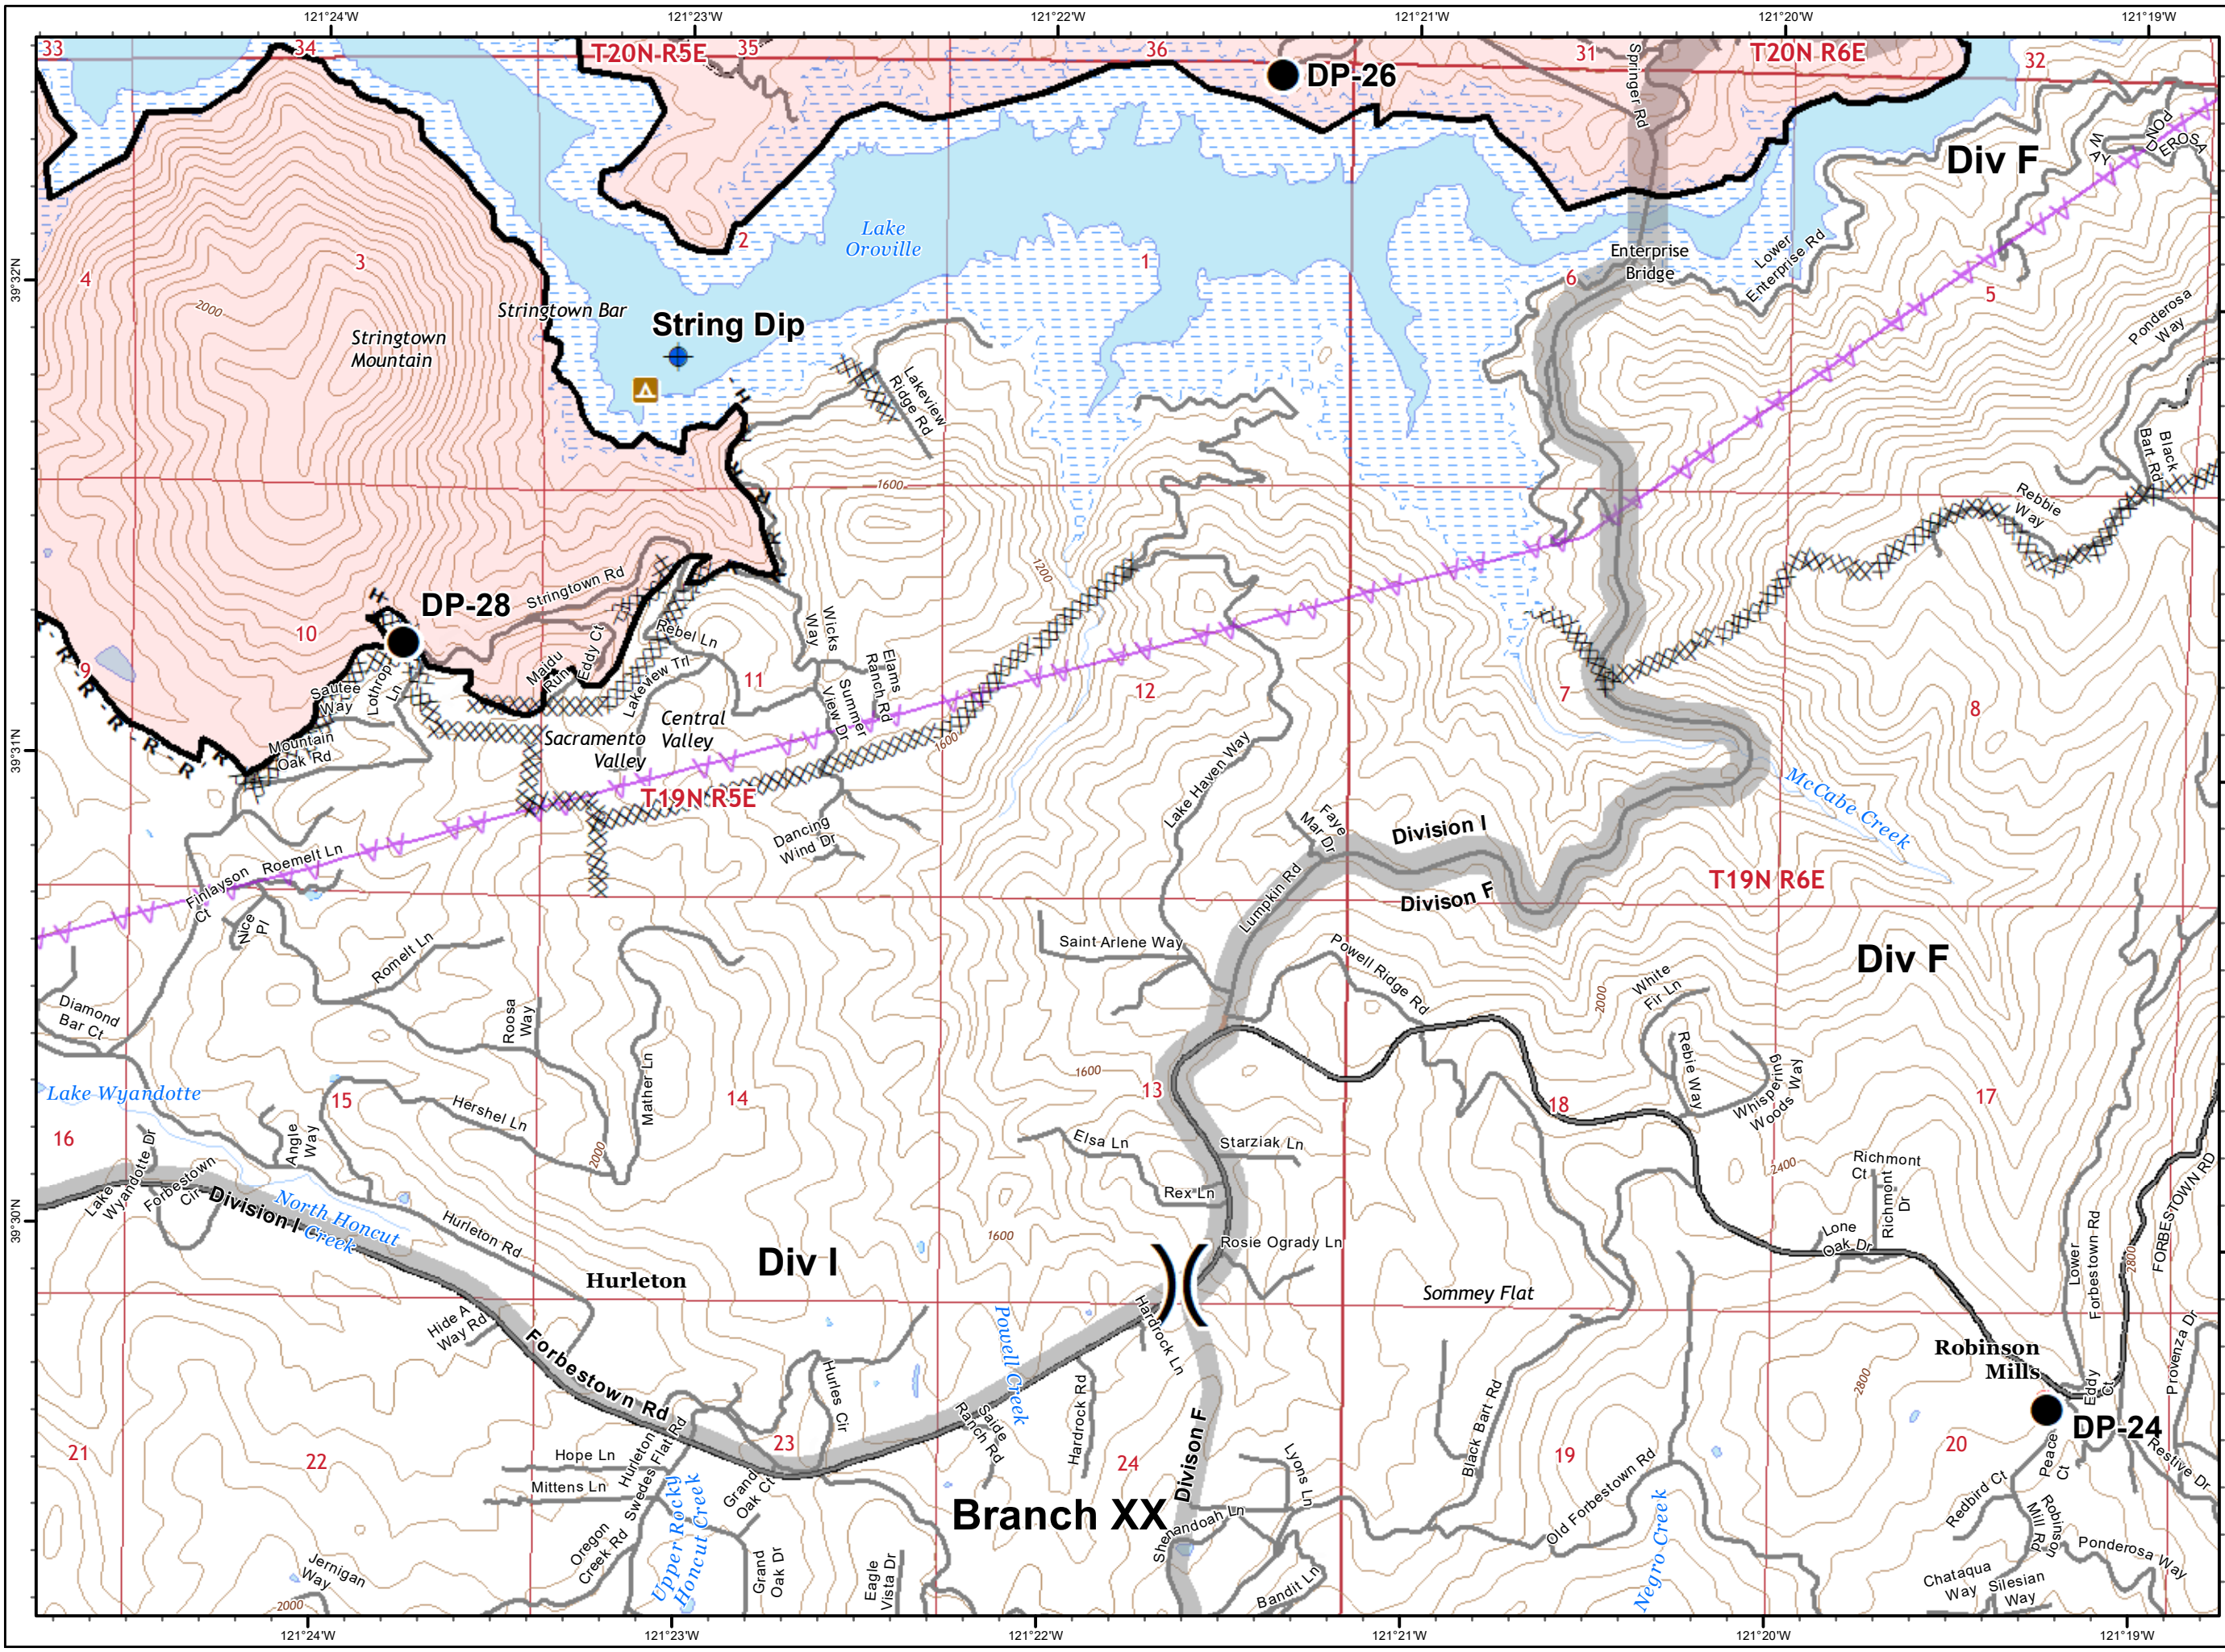 121°24'W
121°23'W
121°22'W
121°21'W
121°20'W
121°19'W
33
34
T20N R5E
35
36
31
T20N R6E
32
DP-26
Springer Rd
Div F
WAY
PONDEROSA
Lake
Oroville
2
1
3
4
39°32'N
Enterprise
Bridge
6
Lower
Enterprise Rd
5
2000
Stringtown
Mountain
Stringtown Bar
String Dip
Ponderosa
Way
Lakeview
Ridge Rd
H
Black
Bart Rd
1600
Rebbie
Way
R
R
1200
H
DP-28
Stringtown Rd
10
9
R-R-R-R-R-R-R
Rebel Ln
Eddy Ct
Maidu
Run
Lakeview Trl
Wicks
Way
Elams
Ranch Rd
Summer
View Dr
11
12
7
8
Sautee
Way
Lothrop
Ln
Mountain
Oak Rd
Central
Valley
Sacramento
Valley
39°31'N
1600
T19N R5E
Lake Haven Way
McCabe Creek
Dancing
Wind Dr
Faye
Mar Dr
Division I
Divison F
Lumpkin Rd
T19N R6E
Finlayson
Ct
Roemelt Ln
Nice
Pl
Romelt Ln
Saint Arlene Way
Powell Ridge Rd
Div F
White
Fir Ln
2000
Diamond
Bar Ct
Roosa
Way
Mather Ln
Rebie Way
Whispering
Woods Way
Lake Wyandotte
16
15
Hershel Ln
14
1600
13
18
17
Angle
Way
2000
Elsa Ln
Starziak Ln
Rex Ln
2400
Richmont
Ct
Richmont
Dr
Lake
Wyandotte Dr
Forbestown
Cir
Division I
North Honcut
Creek
Hurleton Rd
39°30'N
1600
Rosie Ogrady Ln
Lone
Oak Dr
Lower
Forbestown Rd
2800
FORBESTOWN RD
Div I
Hurleton
Sommey Flat
Hide A
Way Rd
Forbestown Rd
Powell Creek
Hardrock Ln
Robinson
Mills
Eddy
Ct
Provenza Dr
2800
DP-24
Hurles Cir
Saide
Ranch Rd
Hardrock Rd
Divison F
Black Bart Rd
Lyons Ln
21
22
23
24
19
20
Hope Ln
Mittens Ln
Hurleton
Swedes Flat Rd
Grand
Oak Ct
Branch XX
Old Forbestown Rd
Peace
Ct
Redbird Ct
Restive Dr
Upper Rocky
Honcut Creek
Oregon
Creek Rd
Shenandoah Ln
Negro Creek
Robinson
Mill Rd
Ponderosa Way
Jernigan
Way
2000
Grand
Oak Dr
Eagle
Vista Dr
Bandit Ln
Chataqua
Way
Silesian
Way
121°24'W
121°23'W
121°22'W
121°21'W
121°20'W
121°19'W